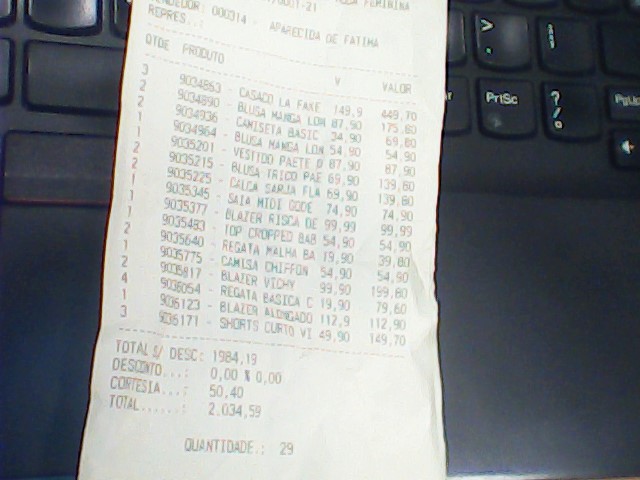 /0001-21
MODA FEMININA
VENDEDOR: 000314 - APARECIDA DE FATIMA
REPRES..:
QTDE PRODUTO V VALOR
3 9034863 - CASACO LA FAKE 149,9 449,70
2 9034890 - BLUSA MANGA LON 87,90 175,80
2 9034936 - CAMISETA BASIC 34,90 69,80
1 9034964 - BLUSA MANGA LON 54,90 54,90
1 9035201 - VESTIDO PAETE D 87,90 87,90
2 9035215 - BLUSA TRICO PAE 69,90 139,80
2 9035225 - CALCA SARJA FLA 69,90 139,80
1 9035345 - SAIA MIDI GODE 74,90 74,90
1 9035377 - BLAZER RISCA DE 99,99 99,99
1 9035483 - TOP CROPPED BAB 54,90 54,90
2 9035640 - REGATA MALHA BA 19,90 39,80
1 9035775 - CAMISA CHIFFON 54,90 54,90
2 9035817 - BLAZER VICHY 99,90 199,80
4 9036054 - REGATA BASICA C 19,90 79,60
1 9036123 - BLAZER ALONGADO 112,9 112,90
3 9036171 - SHORTS CURTO VI 49,90 149,70
TOTAL S/ DESC: 1984,19
DESCONTO...: 0,00 % 0,00
CORTESIA...: 50,40
TOTAL......: 2.034,59
QUANTIDADE.: 29
PrtSc